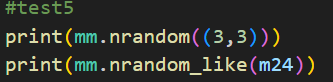 #test5
print(mm.nrandom((3,3)))
print(mm.nrandom_like(m24))